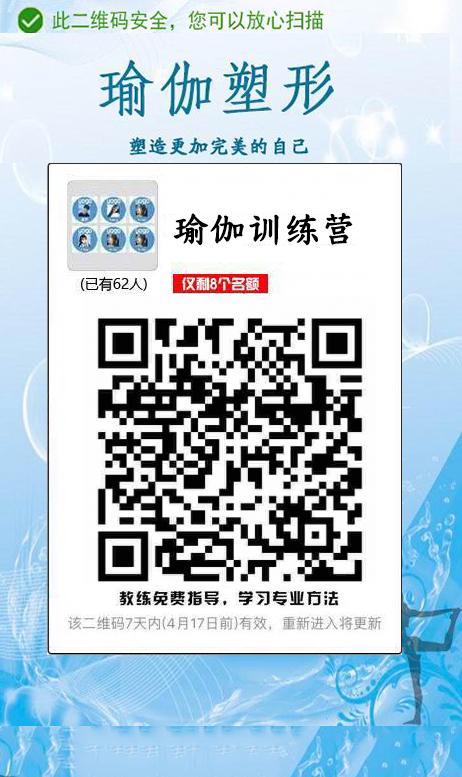 此二维码安全，您可以放心扫描
瑜伽塑形
塑造更加完美的自己
瑜伽训练营
(已有62人)
仅剩8个名额
教练免费指导，学习专业方法
该二维码7天内(4月17日前)有效，重新进入将更新